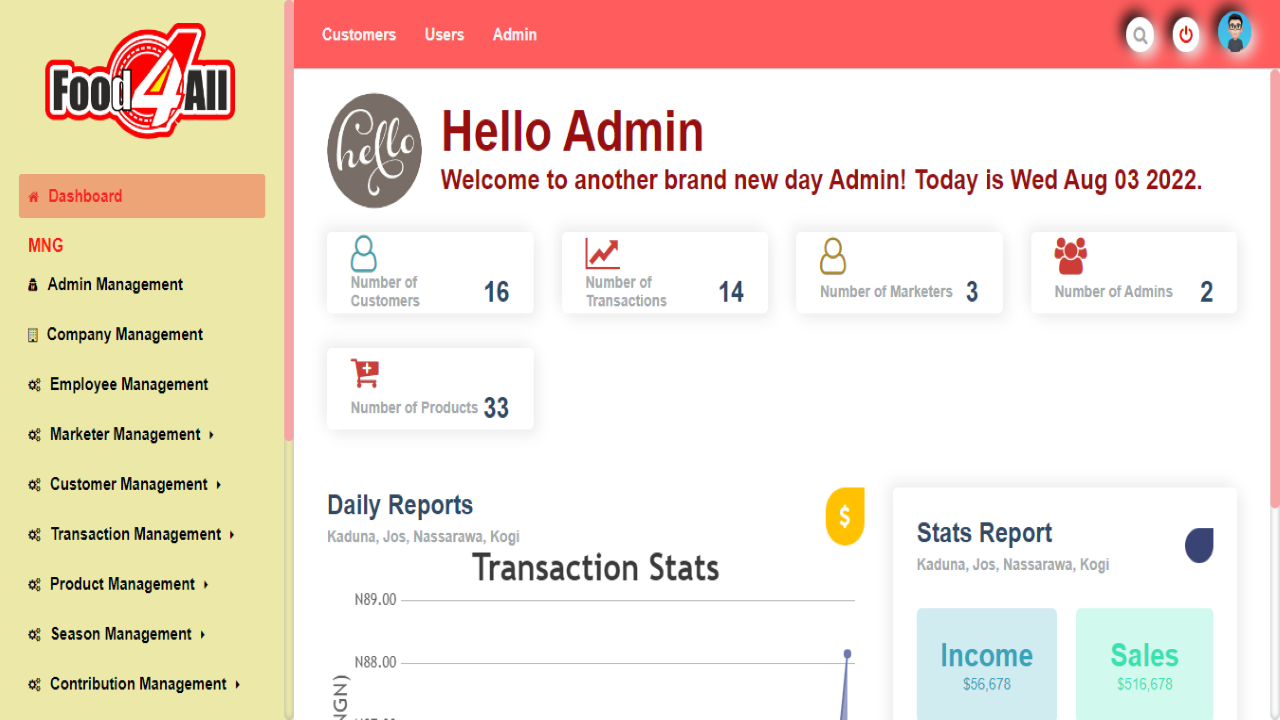 Food 4 All
Dashboard
MNG
Admin Management
Company Management
Employee Management
Marketer Management
Customer Management
Transaction Management
Product Management
Season Management
Contribution Management
Customers Users Admin
hello
Hello Admin
Welcome to another brand new day Admin! Today is Wed Aug 03 2022.
Number of
Customers 16
Number of
Transactions 14
Number of Marketers 3
Number of Admins 2
Number of Products 33
Daily Reports
Kaduna, Jos, Nassarawa, Kogi
$
Transaction Stats
N89.00
N88.00
NGN)
Stats Report
Kaduna, Jos, Nassarawa, Kogi
Income
$56,678
Sales
$516,678